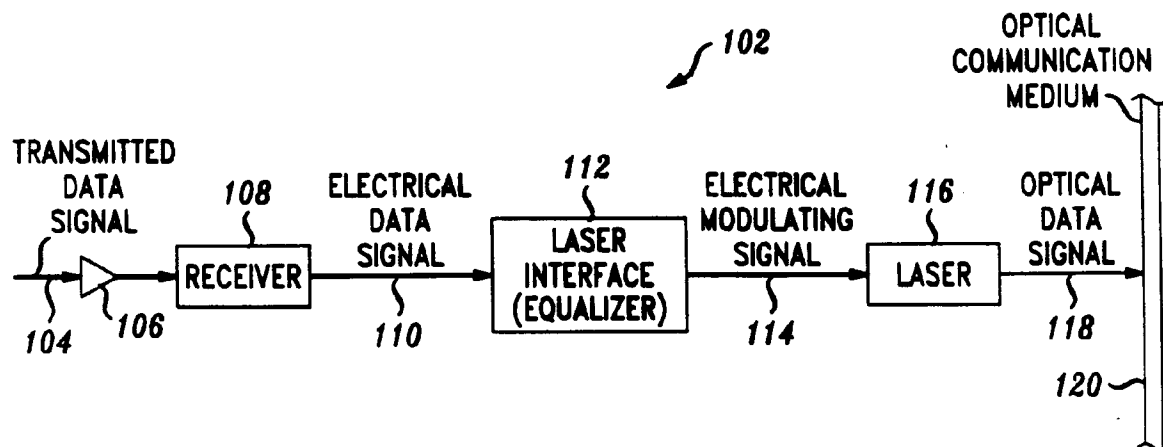 102
OPTICAL
COMMUNICATION
MEDIUM
TRANSMITTED
DATA
SIGNAL
104
106
108
RECEIVER
ELECTRICAL
DATA
SIGNAL
110
112
LASER
INTERFACE
(EQUALIZER)
ELECTRICAL
MODULATING
SIGNAL
114
116
LASER
OPTICAL
DATA
SIGNAL
118
120